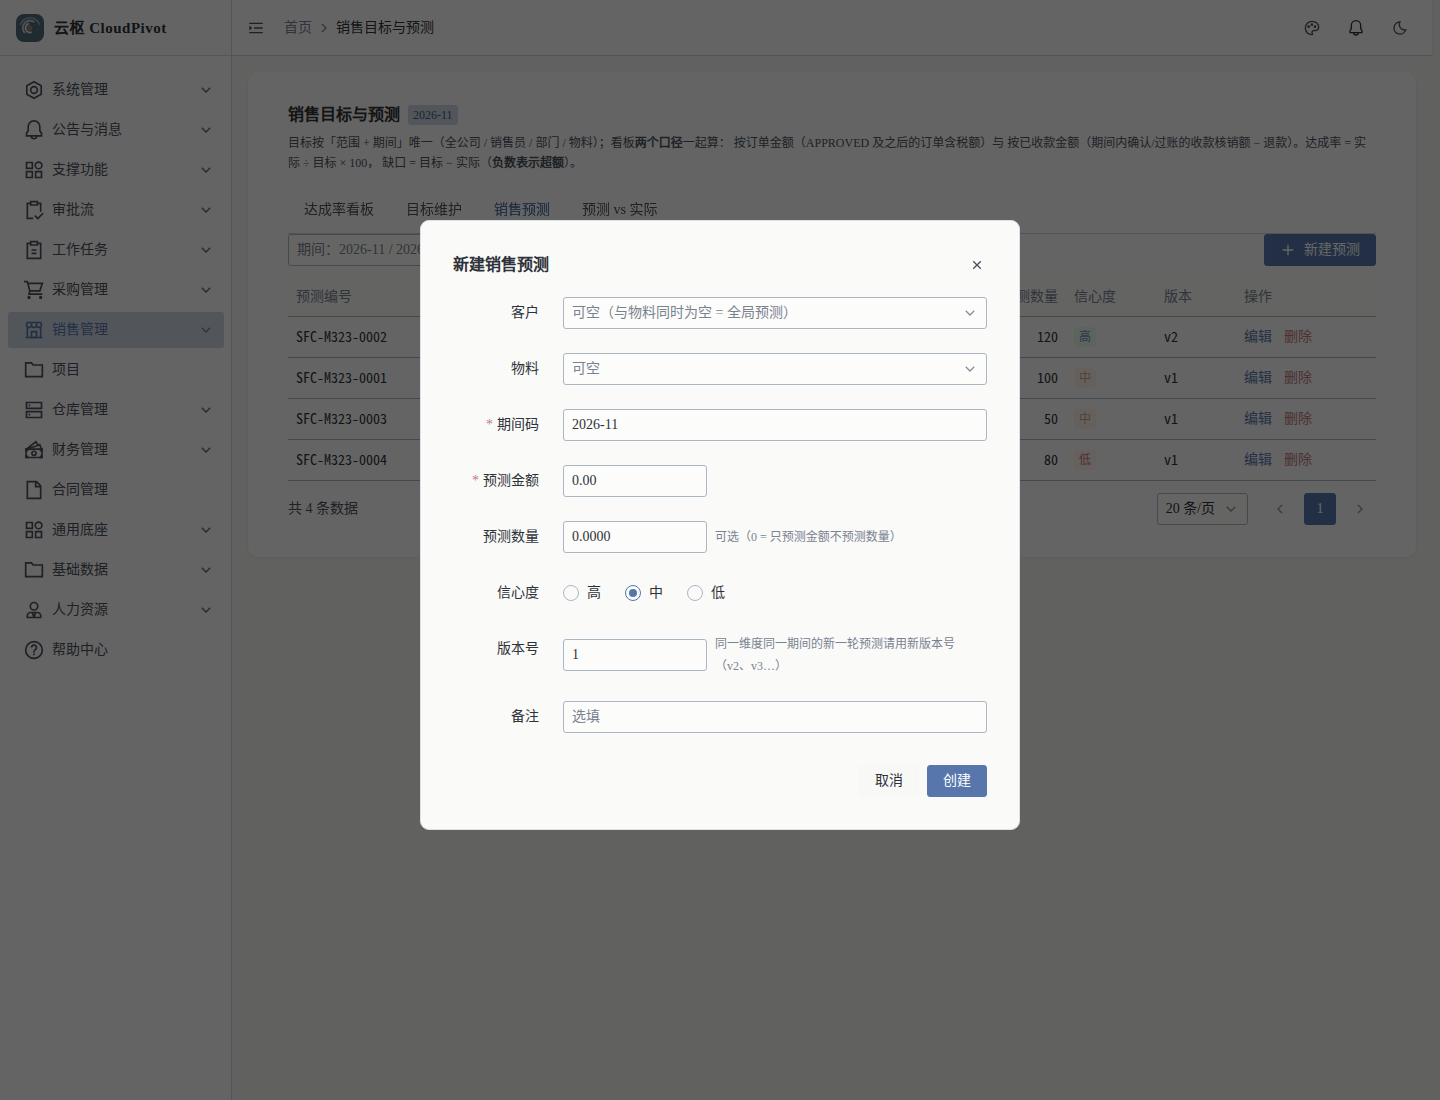 云枢 CloudPivot
首页 > 销售目标与预测
系统管理
公告与消息
支撑功能
审批流
工作任务
采购管理
销售管理
项目
仓库管理
财务管理
合同管理
通用底座
基础数据
人力资源
帮助中心
销售目标与预测 2026-11
目标按「范围 + 期间」唯一（全公司 / 销售员 / 部门 / 物料）；看板两个口径一起算： 按订单金额（APPROVED 及之后的订单含税额）与 按已收款金额（期间内确认/过账的收款核销额 − 退款）。达成率 = 实
际 ÷ 目标 × 100， 缺口 = 目标 − 实际（负数表示超额）。
达成率看板 目标维护 销售预测 预测 vs 实际
期间：2026-11 / 2026
新建预测
预测编号 测数量 信心度 版本 操作
SFC-M323-0002 120 高 v2 编辑 删除
SFC-M323-0001 100 中 v1 编辑 删除
SFC-M323-0003 50 中 v1 编辑 删除
SFC-M323-0004 80 低 v1 编辑 删除
共 4 条数据 20 条/页 1
新建销售预测
客户 可空（与物料同时为空 = 全局预测）
物料 可空
* 期间码 2026-11
* 预测金额 0.00
预测数量 0.0000 可选（0 = 只预测金额不预测数量）
信心度 高 中 低
版本号 1 同一维度同一期间的新一轮预测请用新版本号
（v2、v3…）
备注 选填
取消 创建